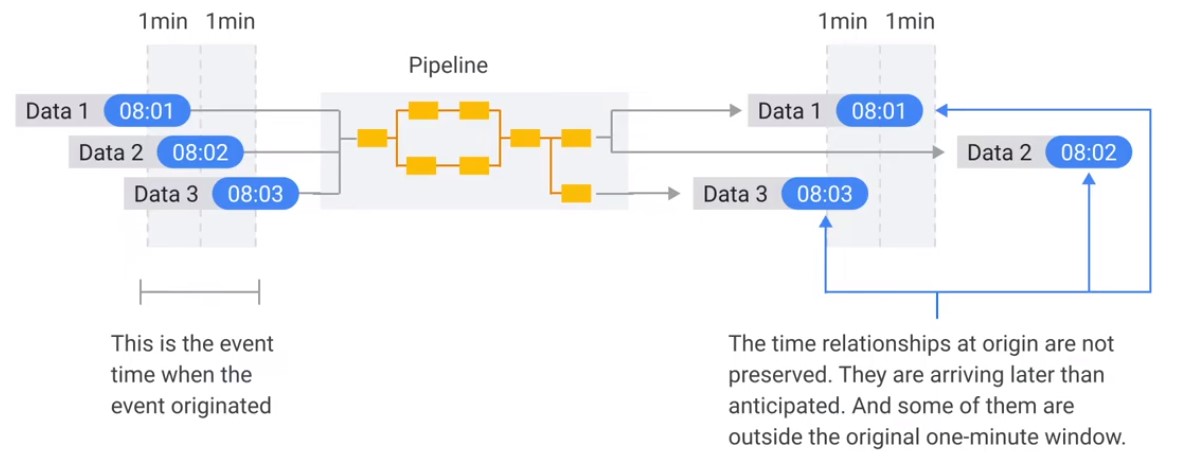 1min 1min
Pipeline
Data 1 08:01
Data 2 08:02
Data 3 08:03
This is the event
time when the
event originated
1min 1min
Data 1 08:01
Data 2 08:02
Data 3 08:03
The time relationships at origin are not
preserved. They are arriving later than
anticipated. And some of them are
outside the original one-minute window.